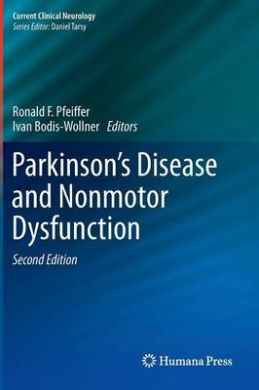 Current Clinical Neurology
Series Editor: Daniel Tarsy
Ronald F. Pfeiffer
Ivan Bodis-Wollner Editors
Parkinson's Disease
and Nonmotor
Dysfunction
Second Edition
Humana Press